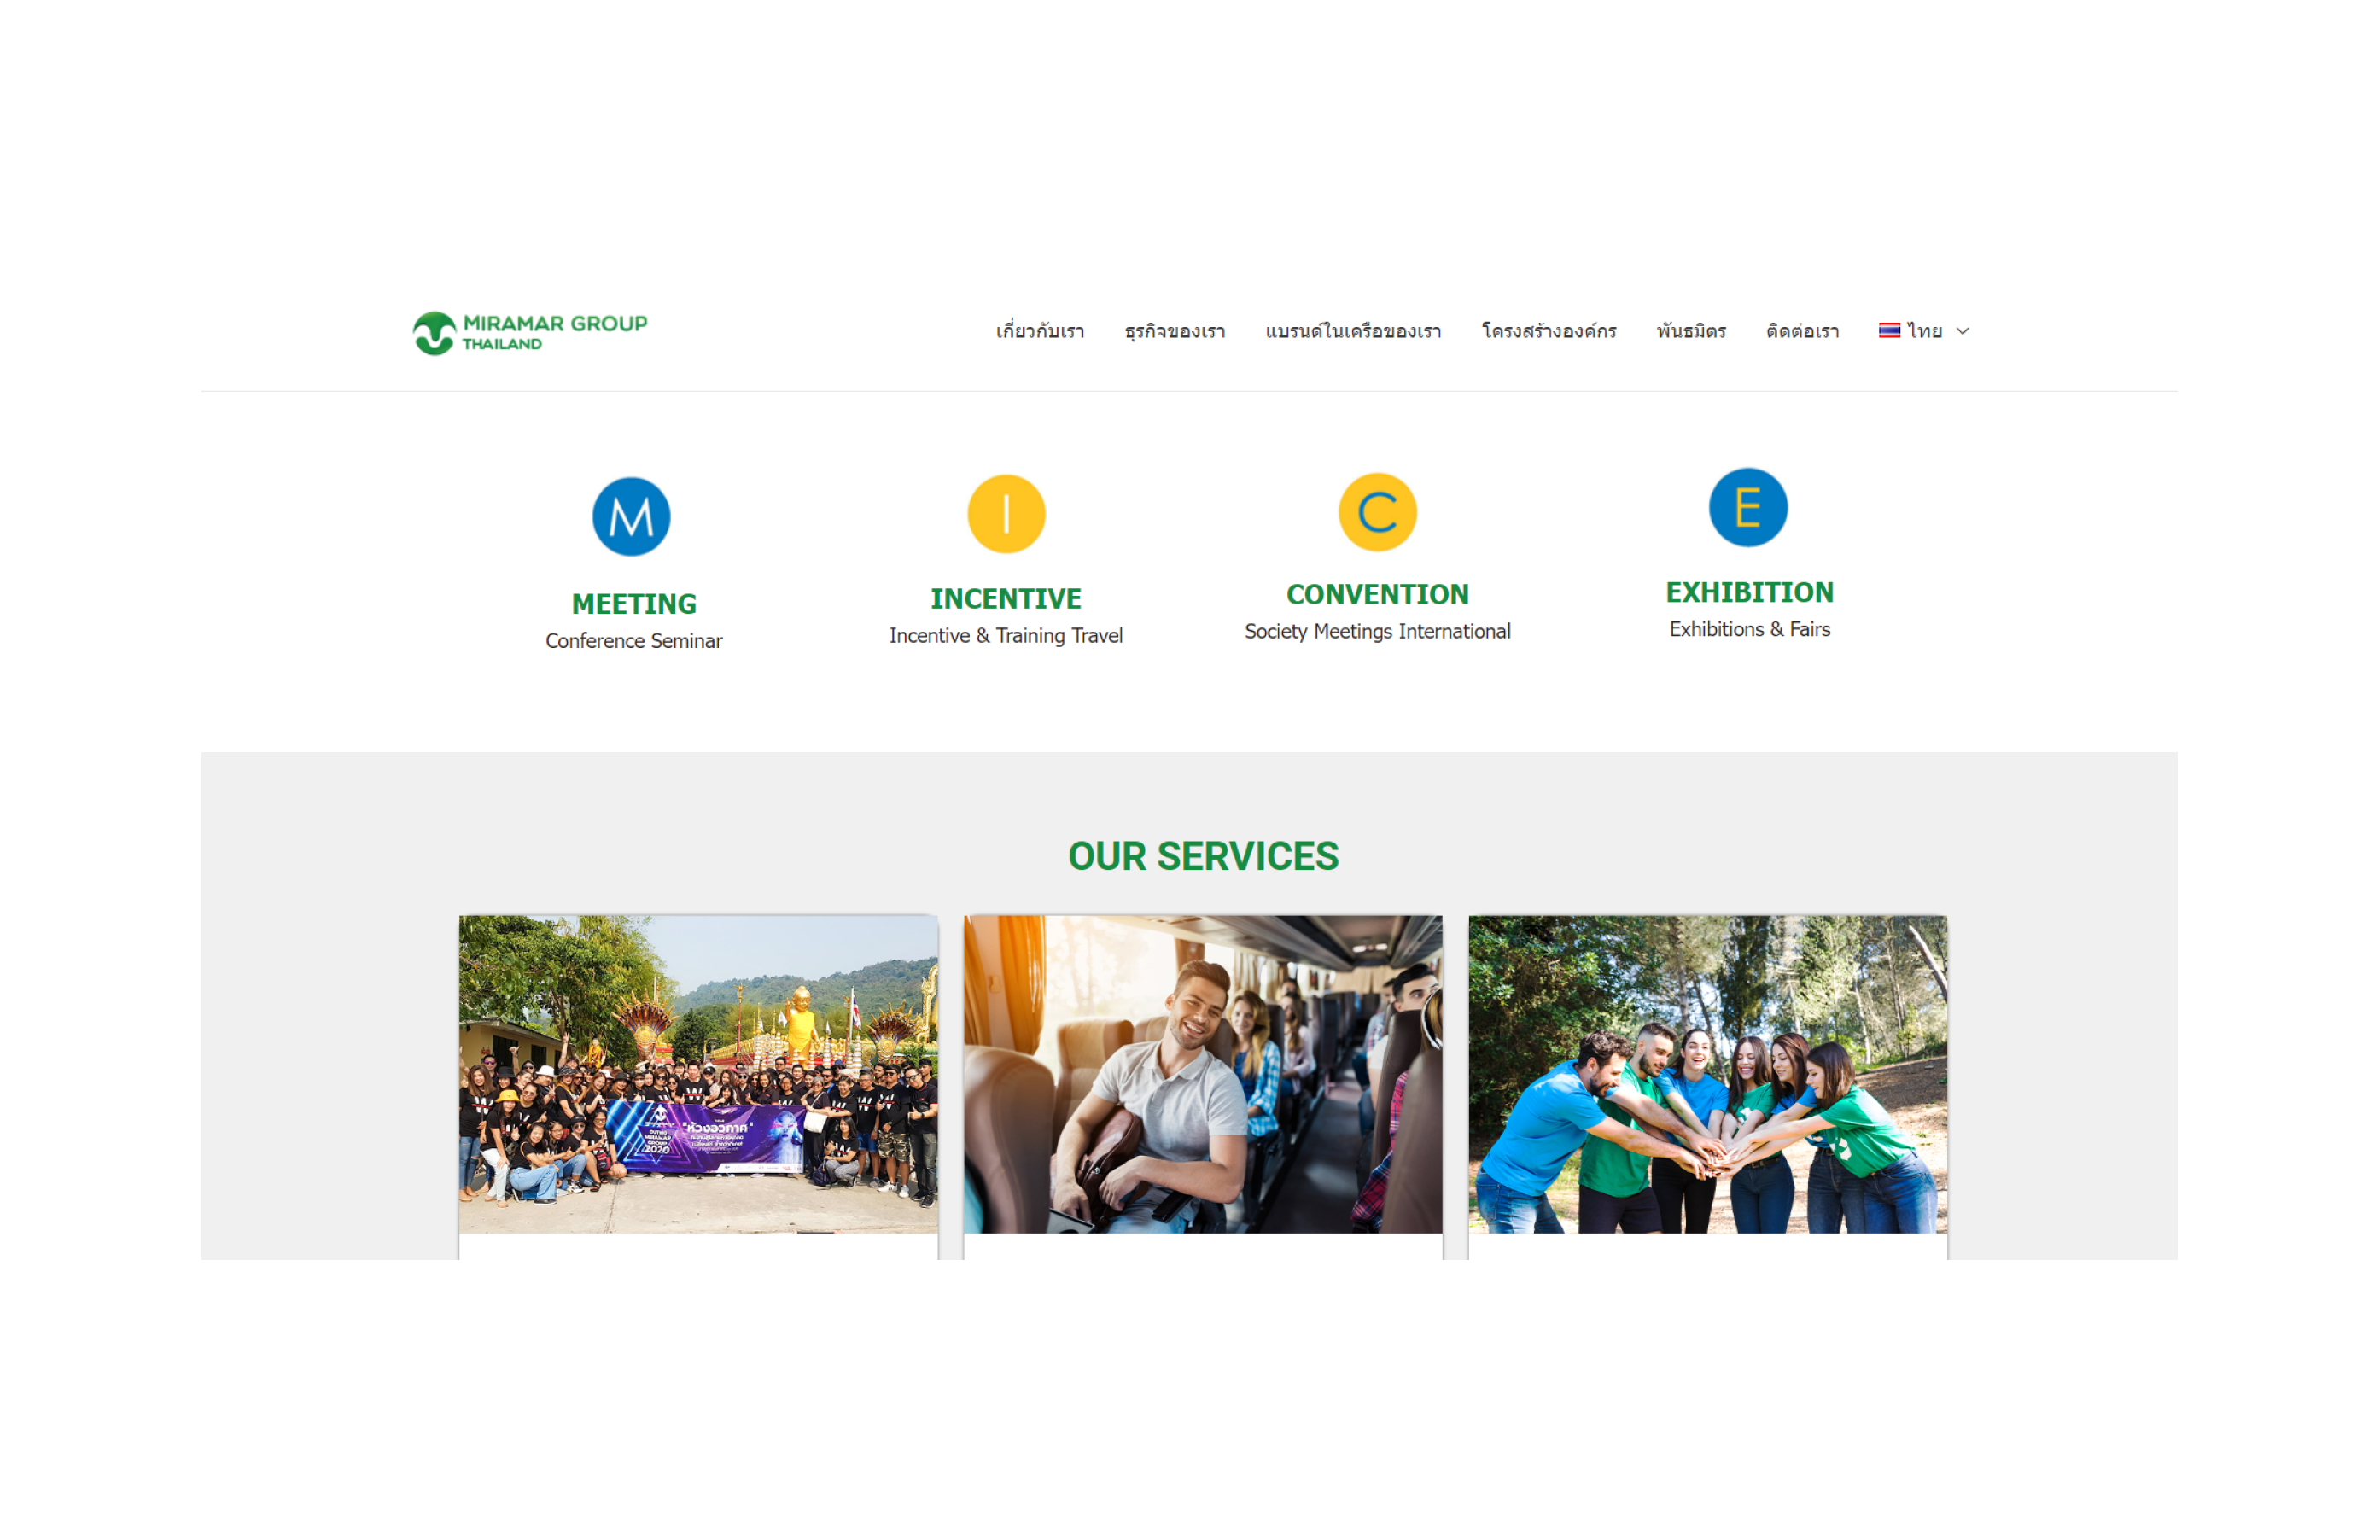 MIRAMAR GROUP
THAILAND
เกี่ยวกับเรา ธุรกิจของเรา แบรนด์ในเครือของเรา โครงสร้างองค์กร พันธมิตร ติดต่อเรา ไทย
M I C E
MEETING INCENTIVE CONVENTION EXHIBITION
Conference Seminar Incentive & Training Travel Society Meetings International Exhibitions & Fairs
OUR SERVICES
"ห้วงอวกาศ"
OUTING
MIRAMAR
GROUP
2020